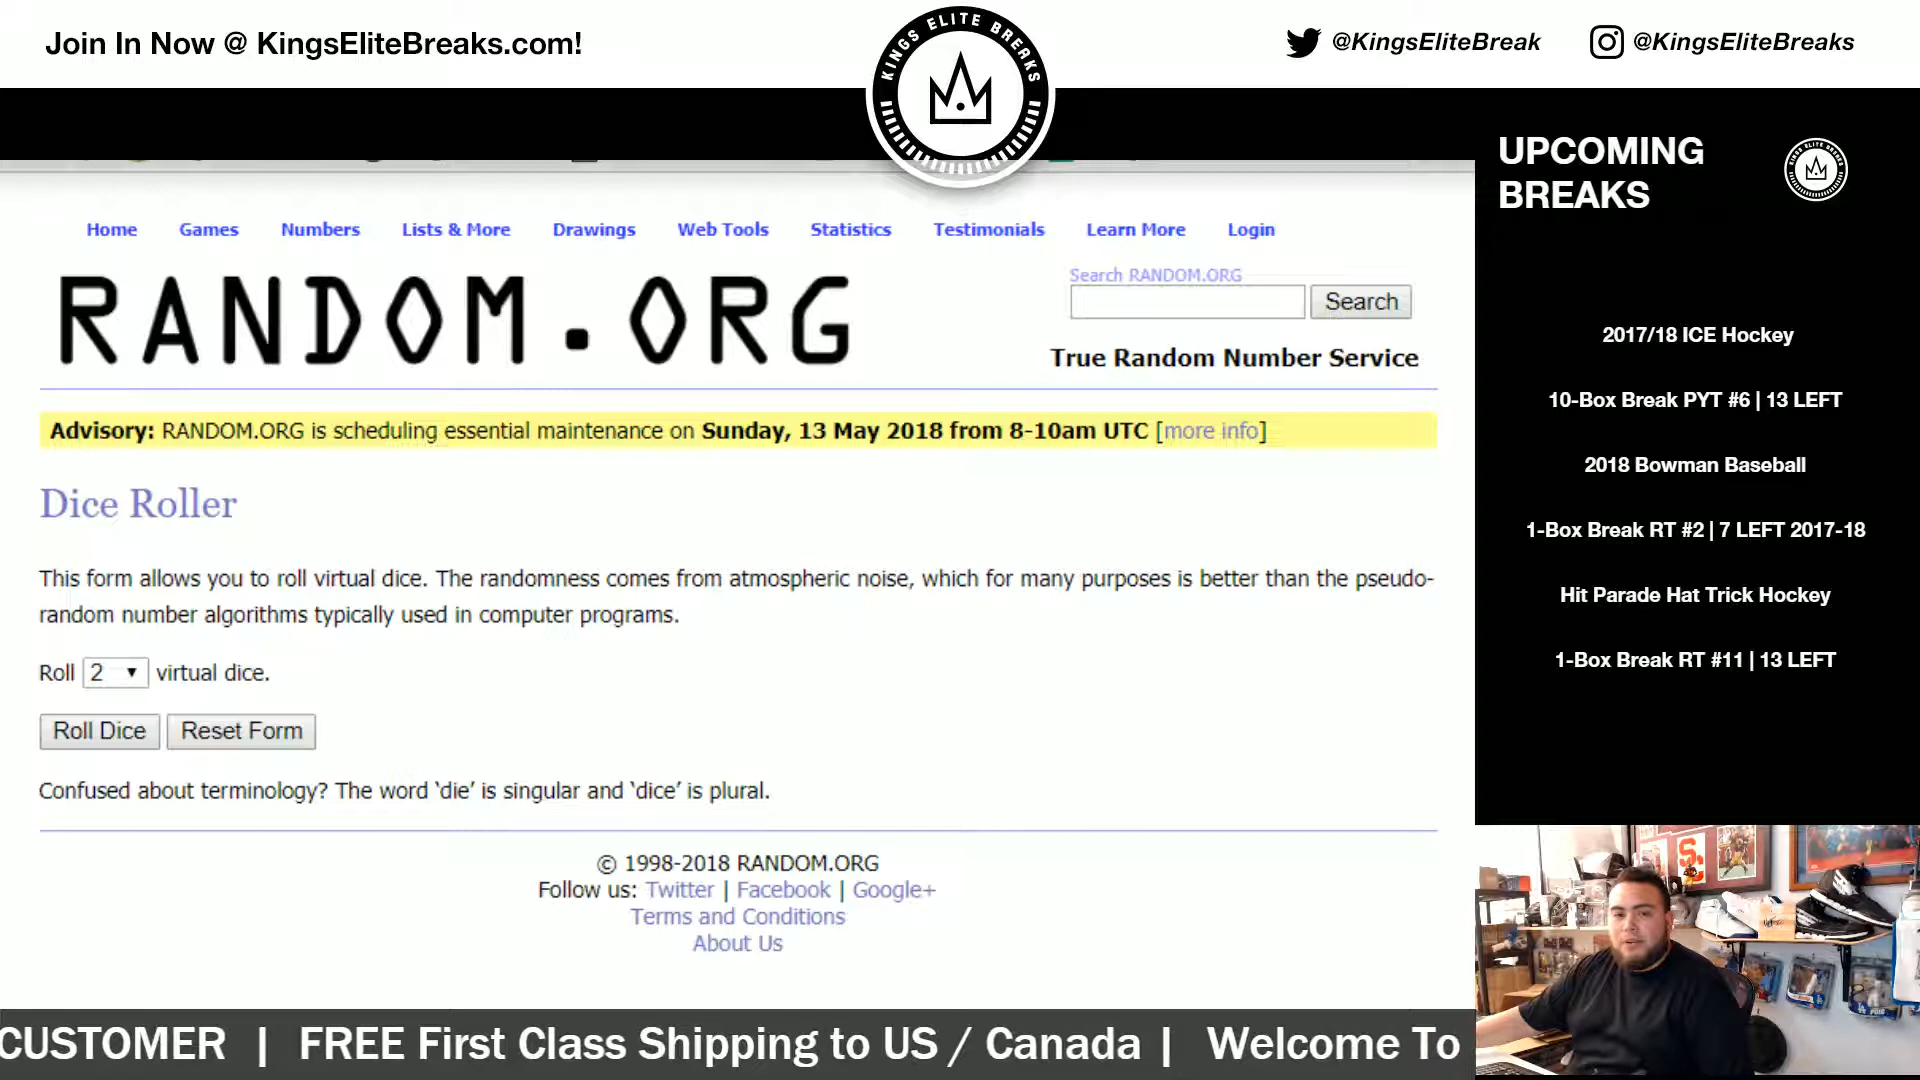 Join In Now @ KingsEliteBreaks.com!
KINGS ELITE BREAKS
@KingsEliteBreak
@KingsEliteBreaks
UPCOMING
BREAKS
KINGS ELITE BREAKS
Home Games Numbers Lists & More Drawings Web Tools Statistics Testimonials Learn More Login
RANDOM.ORG
Search RANDOM.ORG
Search
True Random Number Service
Advisory: RANDOM.ORG is scheduling essential maintenance on Sunday, 13 May 2018 from 8-10am UTC [more info]
Dice Roller
This form allows you to roll virtual dice. The randomness comes from atmospheric noise, which for many purposes is better than the pseudo-
random number algorithms typically used in computer programs.
Roll 2 virtual dice.
Roll Dice Reset Form
Confused about terminology? The word ‘die’ is singular and ‘dice’ is plural.
© 1998-2018 RANDOM.ORG
Follow us: Twitter | Facebook | Google+
Terms and Conditions
About Us
2017/18 ICE Hockey
10-Box Break PYT #6 | 13 LEFT
2018 Bowman Baseball
1-Box Break RT #2 | 7 LEFT 2017-18
Hit Parade Hat Trick Hockey
1-Box Break RT #11 | 13 LEFT
S
CUSTOMER | FREE First Class Shipping to US / Canada | Welcome To